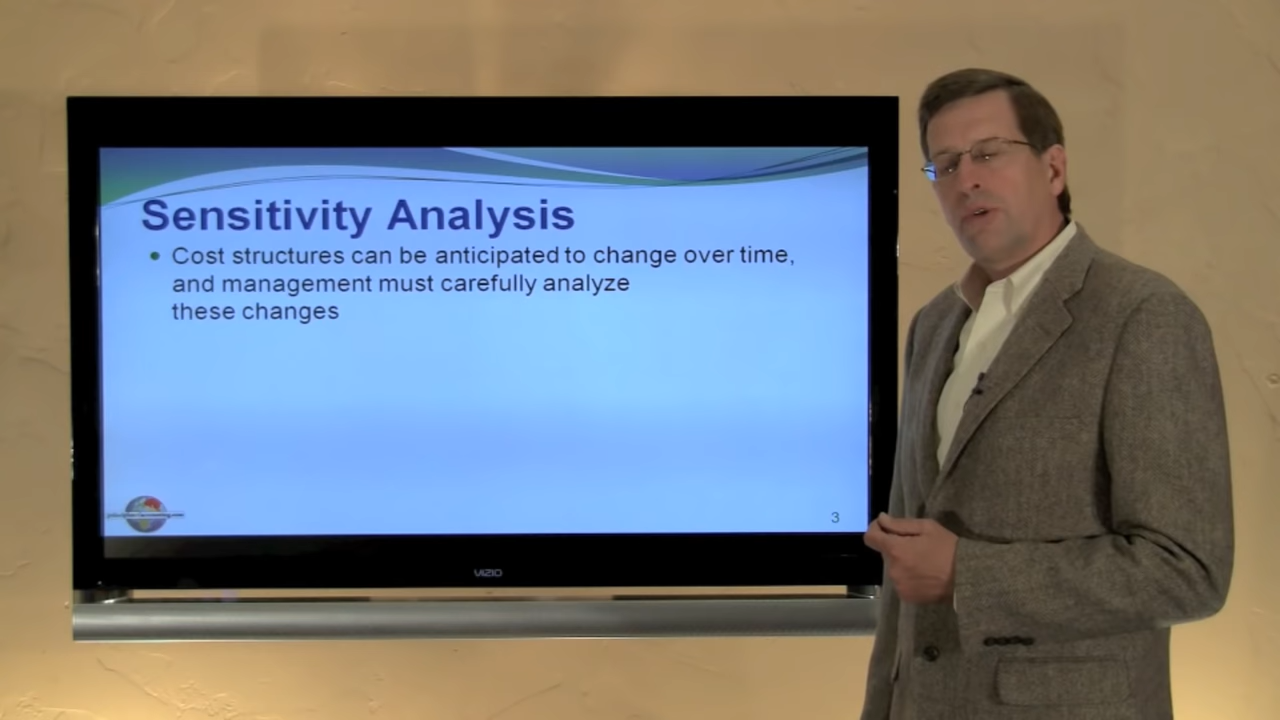 Sensitivity Analysis
• Cost structures can be anticipated to change over time,
and management must carefully analyze
these changes
3
VIZIO